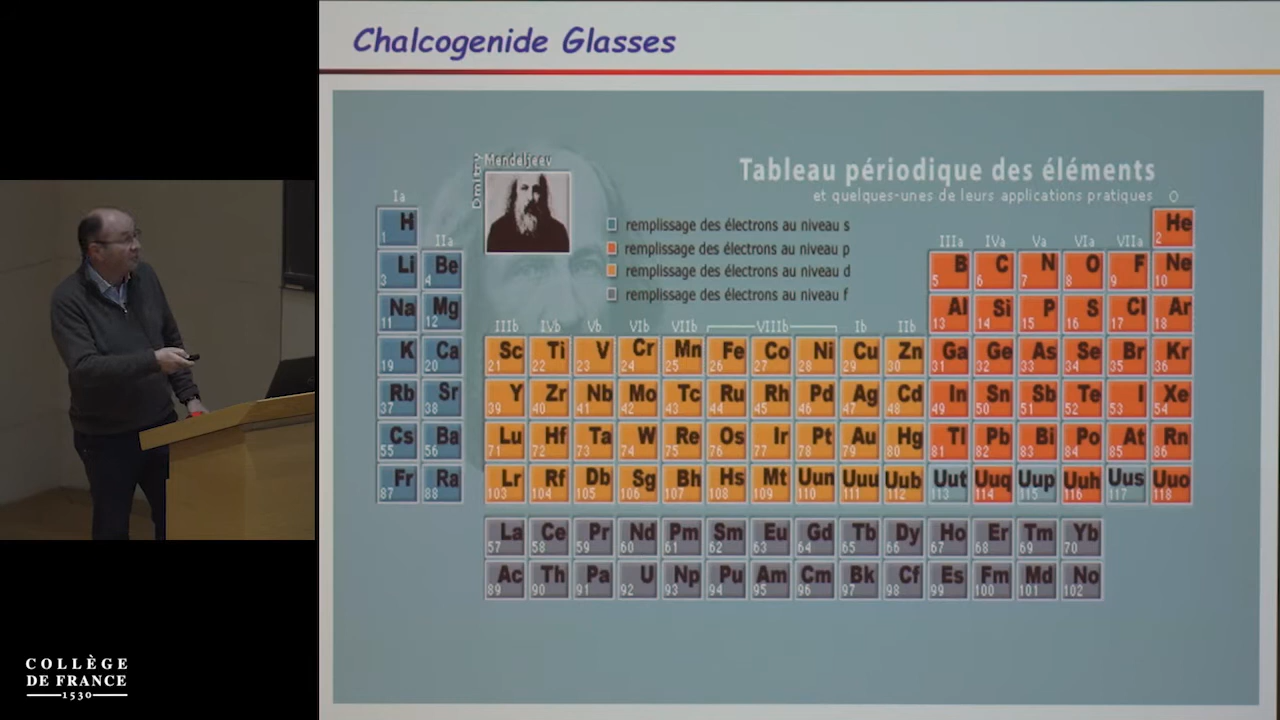 Chalcogenide Glasses
Dmitry
Mendeljeev
Tableau périodique des éléments
et quelques-unes de leurs applications pratiques
remplissage des électrons au niveau s
remplissage des électrons au niveau p
remplissage des électrons au niveau d
remplissage des électrons au niveau f
Ia IIa IIIb IVb Vb VIb VIIb VIIIb Ib IIb IIIa IVa Va VIa VIIa O
H 1 He 2
Li 3 Be 4 B 5 C 6 N 7 O 8 F 9 Ne 10
Na 11 Mg 12 Al 13 Si 14 P 15 S 16 Cl 17 Ar 18
K 19 Ca 20 Sc 21 Ti 22 V 23 Cr 24 Mn 25 Fe 26 Co 27 Ni 28 Cu 29 Zn 30 Ga 31 Ge 32 As 33 Se 34 Br 35 Kr 36
Rb 37 Sr 38 Y 39 Zr 40 Nb 41 Mo 42 Tc 43 Ru 44 Rh 45 Pd 46 Ag 47 Cd 48 In 49 Sn 50 Sb 51 Te 52 I 53 Xe 54
Cs 55 Ba 56 Lu 71 Hf 72 Ta 73 W 74 Re 75 Os 76 Ir 77 Pt 78 Au 79 Hg 80 Tl 81 Pb 82 Bi 83 Po 84 At 85 Rn 86
Fr 87 Ra 88 Lr 103 Rf 104 Db 105 Sg 106 Bh 107 Hs 108 Mt 109 Uun 110 Uuu 111 Uub 112 Uut 113 Uuq 114 Uup 115 Uuh 116 Uus 117 Uuo 118
La 57 Ce 58 Pr 59 Nd 60 Pm 61 Sm 62 Eu 63 Gd 64 Tb 65 Dy 66 Ho 67 Er 68 Tm 69 Yb 70
Ac 89 Th 90 Pa 91 U 92 Np 93 Pu 94 Am 95 Cm 96 Bk 97 Cf 98 Es 99 Fm 100 Md 101 No 102
COLLÈGE
DE FRANCE
1530